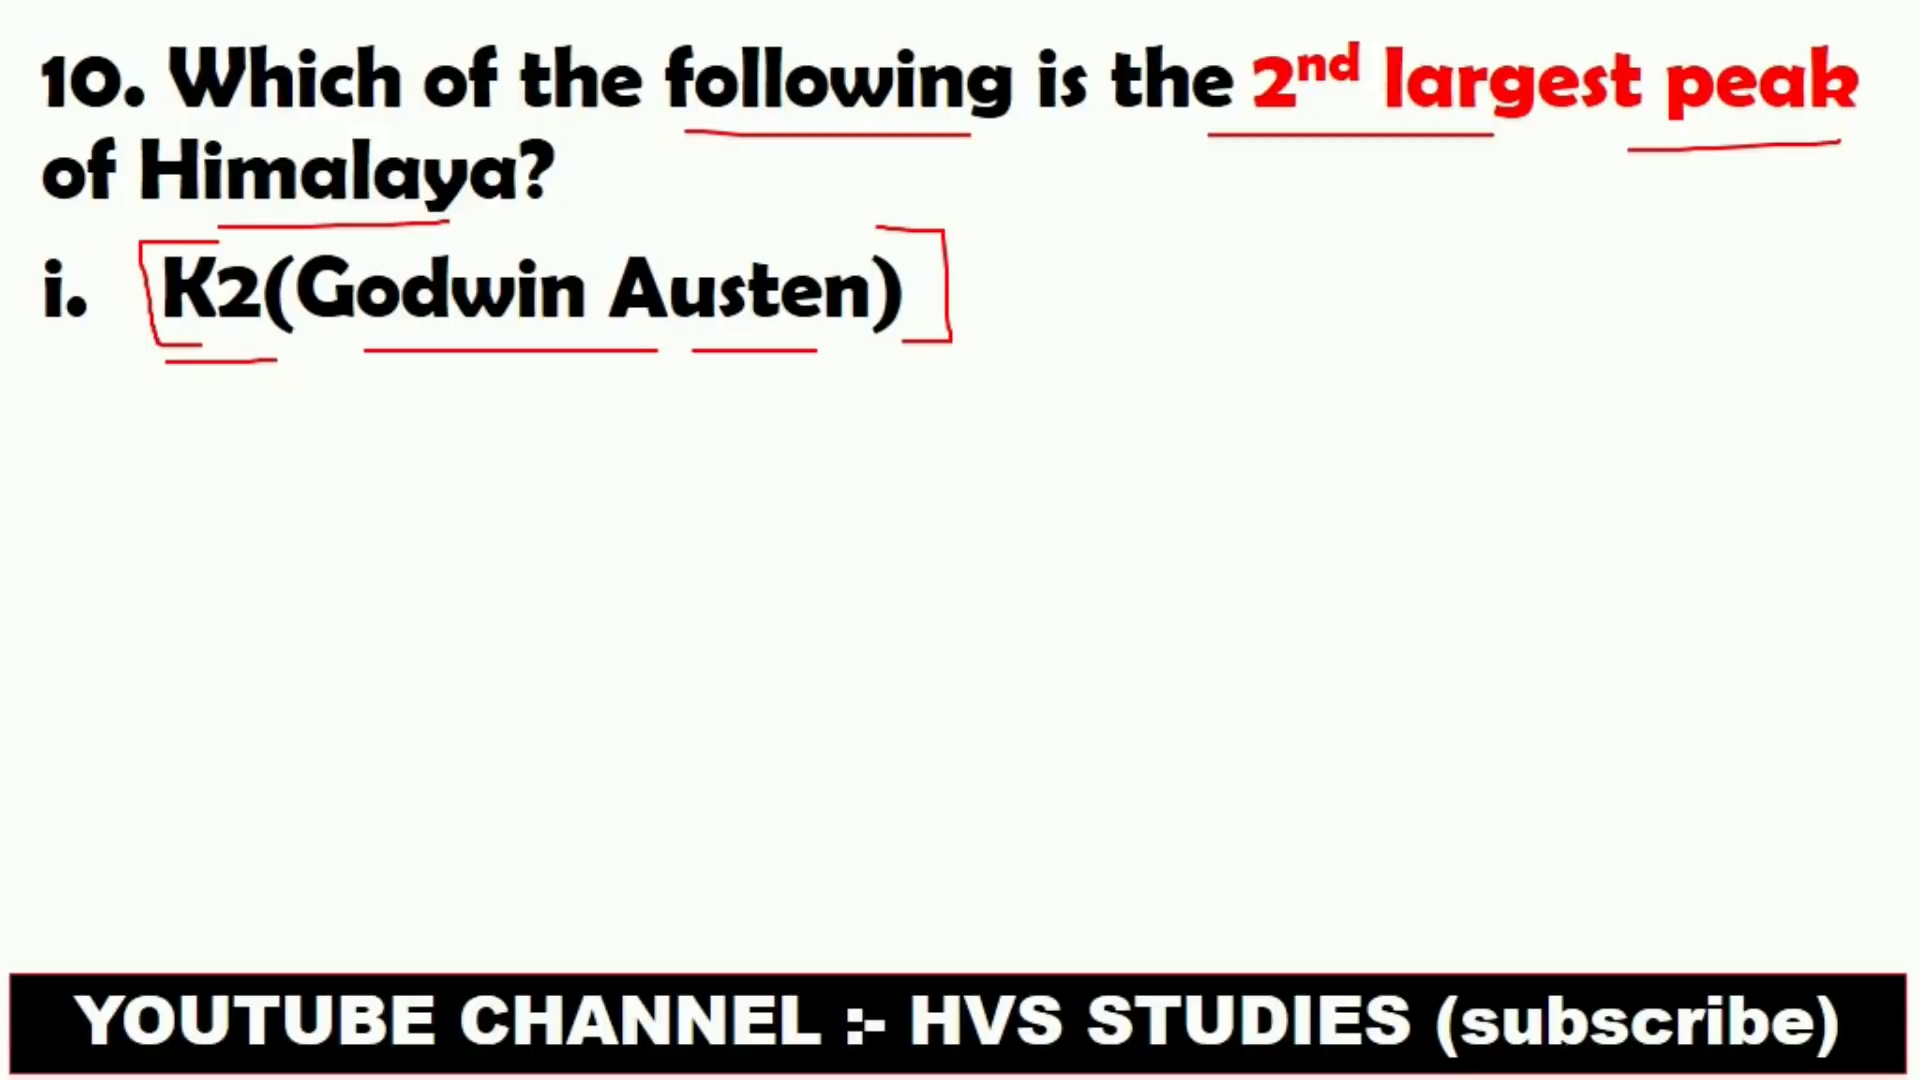 10. Which of the following is the 2nd largest peak
of Himalaya?
i. K2(Godwin Austen)
YOUTUBE CHANNEL :- HVS STUDIES (subscribe)